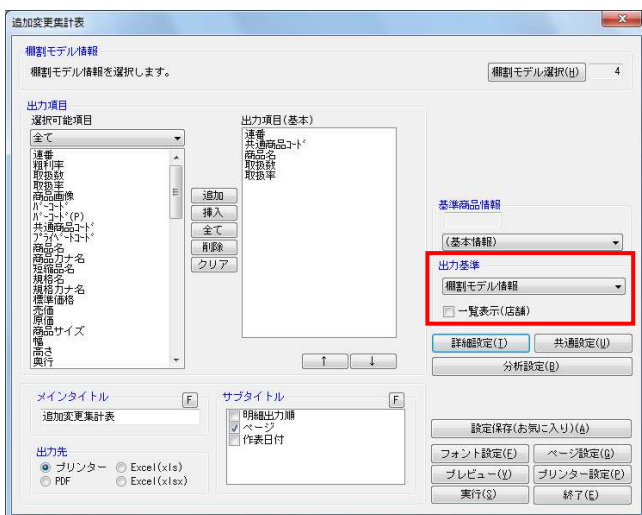 追加変更集計表
棚割モデル情報
棚割モデル情報を選択します。
棚割モデル選択(H)
4
出力項目
選択可能項目
全て
連番
粗利率
取扱数
取扱率
商品画像
ﾊﾞｰｺｰﾄﾞ
ﾊﾞｰｺｰﾄﾞ(P)
共通商品ｺｰﾄﾞ
ﾌﾟﾗｲﾍﾞｰﾄｺｰﾄﾞ
商品名
商品カナ名
短縮品名
規格名
規格カナ名
標準価格
売価
原価
商品サイズ
幅
高さ
奥行
追加
挿入
全て
削除
クリア
出力項目(基本)
連番
共通商品ｺｰﾄﾞ
商品名
取扱数
取扱率
↑
↓
基準商品情報
(基本情報)
出力基準
棚割モデル情報
一覧表示(店舗)
詳細設定(I)
共通設定(U)
分析設定(B)
メインタイトル
F
追加変更集計表
サブタイトル
F
明細出力順
ページ
作表日付
出力先
プリンター
Excel(xls)
PDF
Excel(xlsx)
設定保存(お気に入り)(A)
フォント設定(F)
ページ設定(G)
プレビュー(V)
プリンター設定(P)
実行(S)
終了(E)